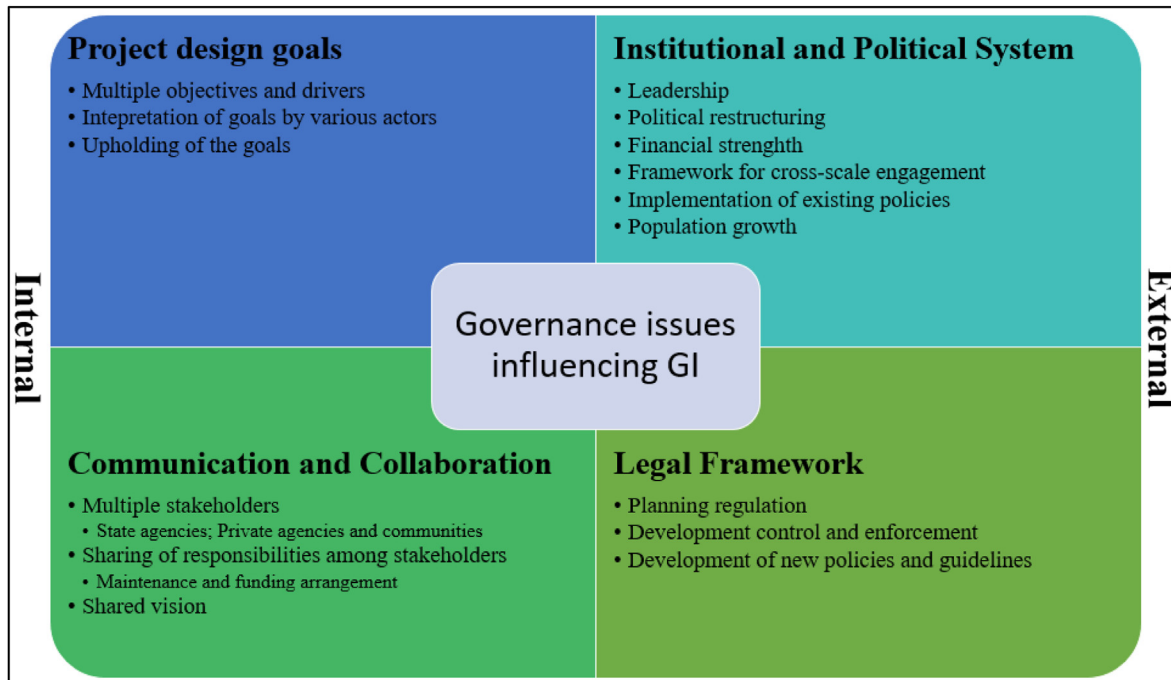 Project design goals
• Multiple objectives and drivers
• Intepretation of goals by various actors
• Upholding of the goals
Institutional and Political System
• Leadership
• Political restructuring
• Financial strenghth
• Framework for cross-scale engagement
• Implementation of existing policies
• Population growth
Internal
Governance issues
influencing GI
External
Communication and Collaboration
• Multiple stakeholders
• State agencies; Private agencies and communities
• Sharing of responsibilities among stakeholders
• Maintenance and funding arrangement
• Shared vision
Legal Framework
• Planning regulation
• Development control and enforcement
• Development of new policies and guidelines